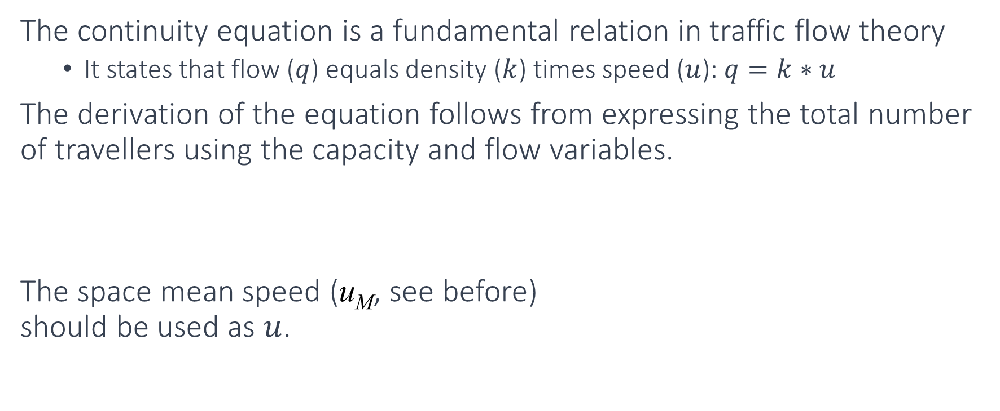 The continuity equation is a fundamental relation in traffic flow theory
• It states that flow (q) equals density (k) times speed (u): q = k ∗ u
The derivation of the equation follows from expressing the total number
of travellers using the capacity and flow variables.
The space mean speed (u_M, see before)
should be used as u.